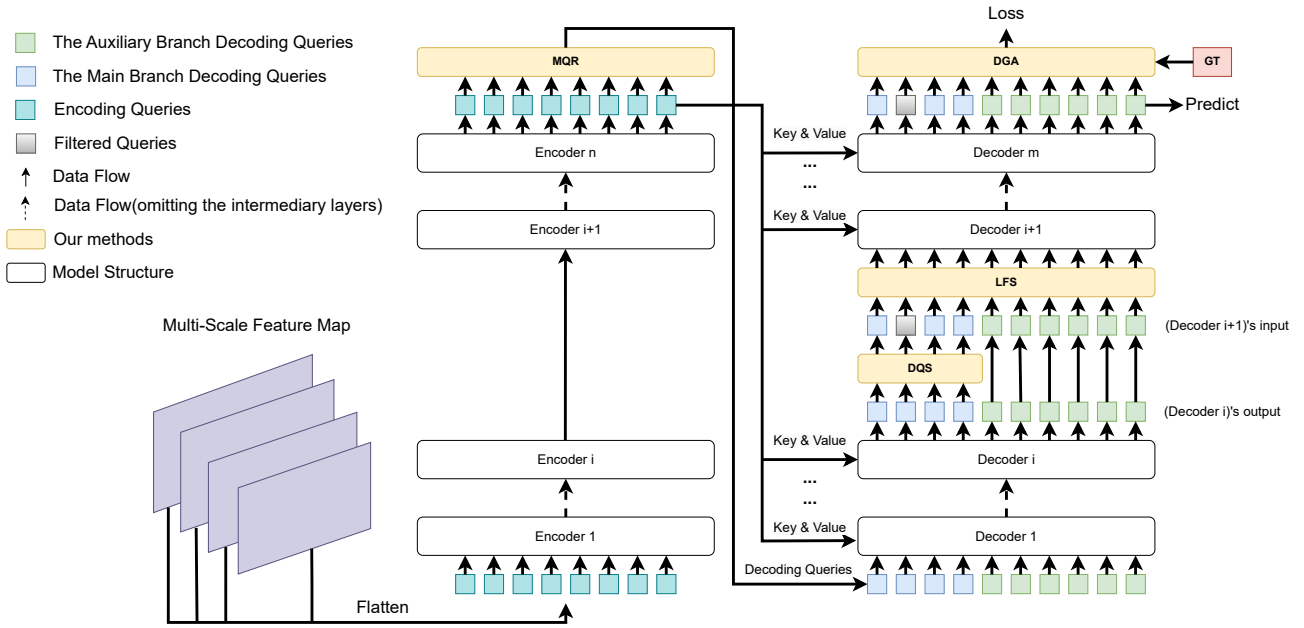 The Auxiliary Branch Decoding Queries
The Main Branch Decoding Queries
Encoding Queries
Filtered Queries
Data Flow
Data Flow(omitting the intermediary layers)
Our methods
Model Structure
Multi-Scale Feature Map
Flatten
MQR
Encoder n
Encoder i+1
Encoder i
Encoder 1
Loss
DGA
GT
Predict
Key & Value
Decoder m
...
...
Key & Value
Decoder i+1
LFS
(Decoder i+1)'s input
DQS
(Decoder i)'s output
Key & Value
Decoder i
...
...
Key & Value
Decoder 1
Decoding Queries